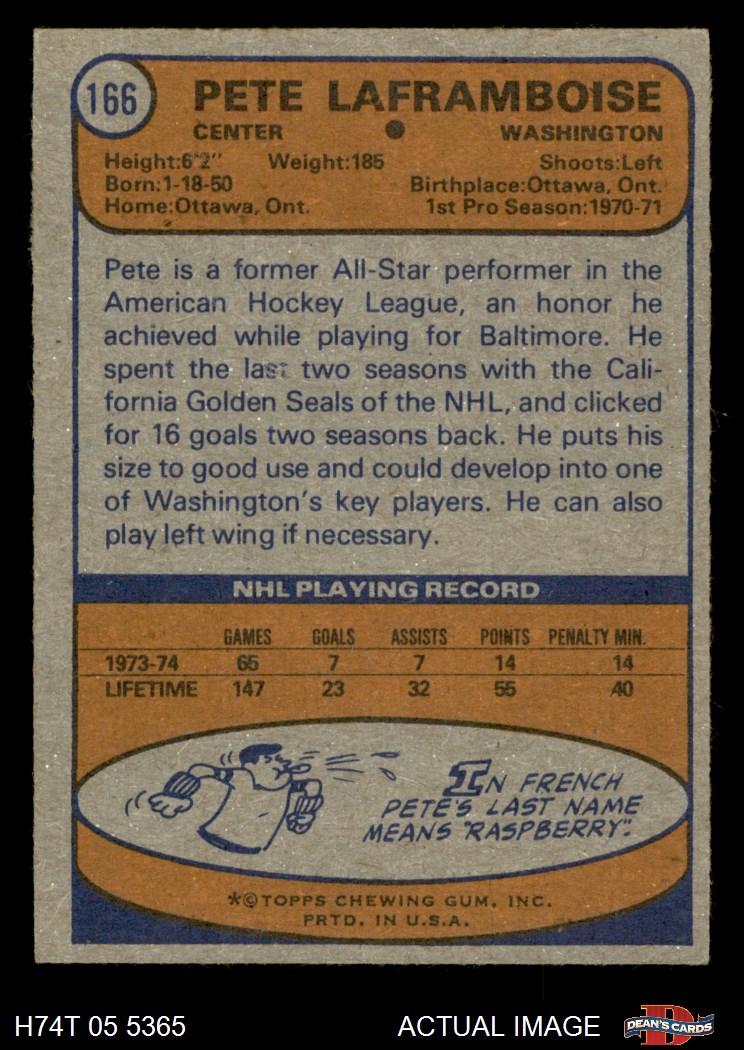 166
PETE LAFRAMBOISE
CENTER ● WASHINGTON
Height:6'2" Weight:185 Shoots:Left
Born:1-18-50 Birthplace:Ottawa, Ont.
Home:Ottawa, Ont. 1st Pro Season:1970-71
Pete is a former All-Star performer in the
American Hockey League, an honor he
achieved while playing for Baltimore. He
spent the last two seasons with the Cali-
fornia Golden Seals of the NHL, and clicked
for 16 goals two seasons back. He puts his
size to good use and could develop into one
of Washington's key players. He can also
play left wing if necessary.
NHL PLAYING RECORD
GAMES GOALS ASSISTS POINTS PENALTY MIN.
1973-74 65 7 7 14 14
LIFETIME 147 23 32 55 40
IN FRENCH
PETE'S LAST NAME
MEANS "RASPBERRY".
*©TOPPS CHEWING GUM, INC.
PRTD. IN U.S.A.
H74T 05 5365 ACTUAL IMAGE D DEAN'S CARDS